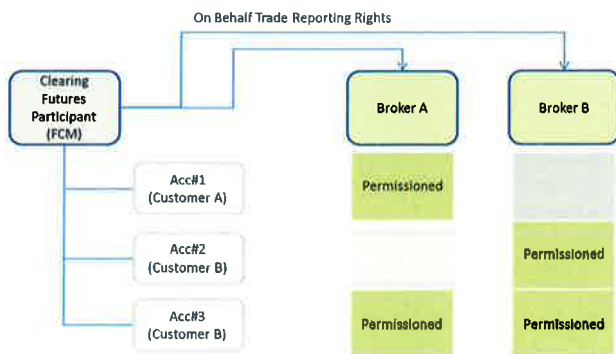 On Behalf Trade Reporting Rights
Clearing
Futures
Participant
(FCM)
Broker A
Broker B
Acc#1
(Customer A)
Permissioned
Acc#2
(Customer B)
Permissioned
Acc#3
(Customer B)
Permissioned
Permissioned